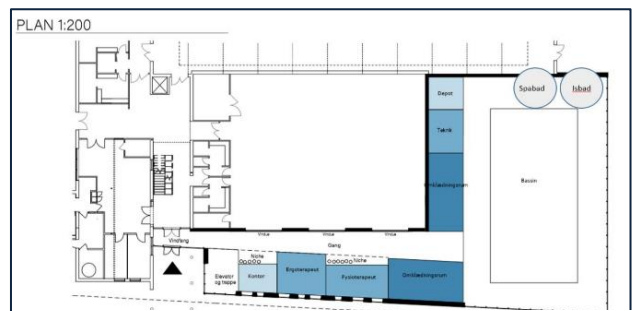 PLAN 1:200
Depot
Spabad
Isbad
Teknik
Omklædningsrum
Bassin
Vindfang
Gang
Niche
Niche
Elevator
og trappe
Kontor
Ergoterapeut
Fysioterapeut
Omklædningsrum